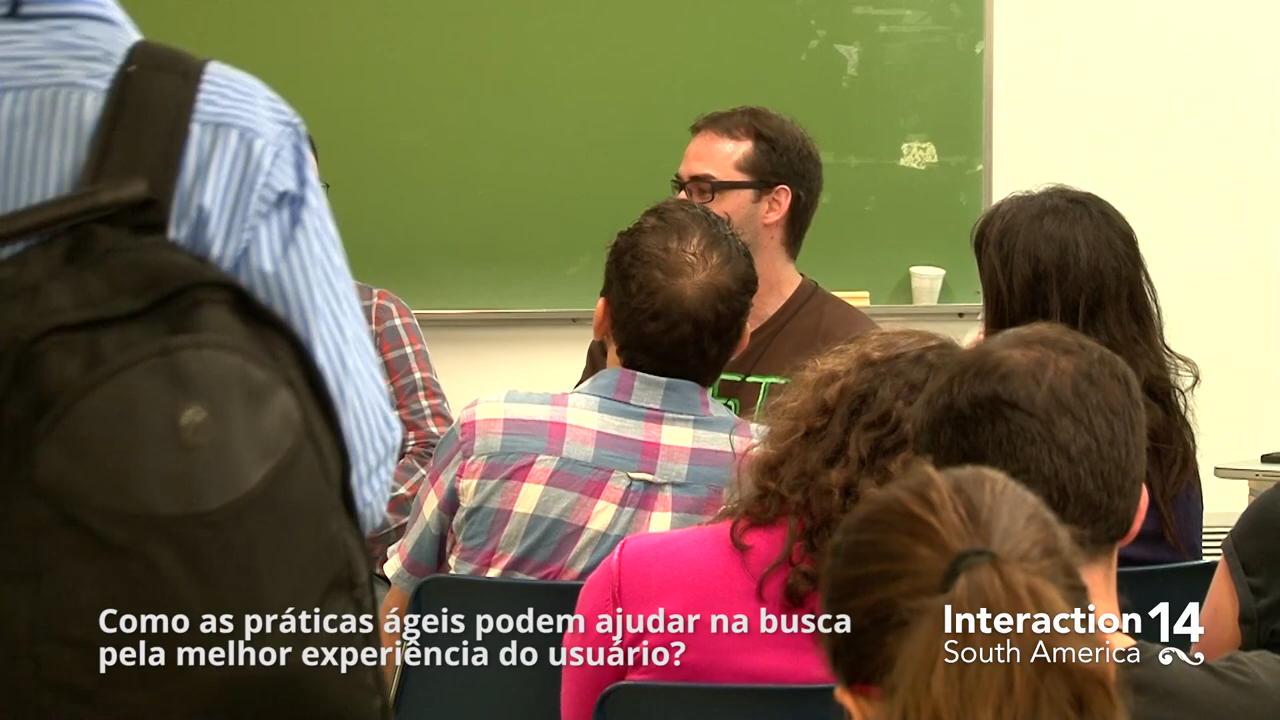 Como as práticas ágeis podem ajudar na busca
pela melhor experiência do usuário?
Interaction 14
South America